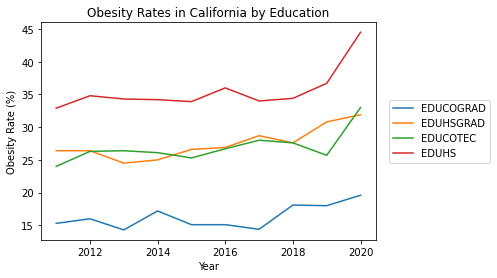 Obesity Rates in California by Education
45
40
35
30
25
20
15
Obesity Rate (%)
2012
2014
2016
2018
2020
Year
EDUCOGRAD
EDUHSGRAD
EDUCOTEC
EDUHS